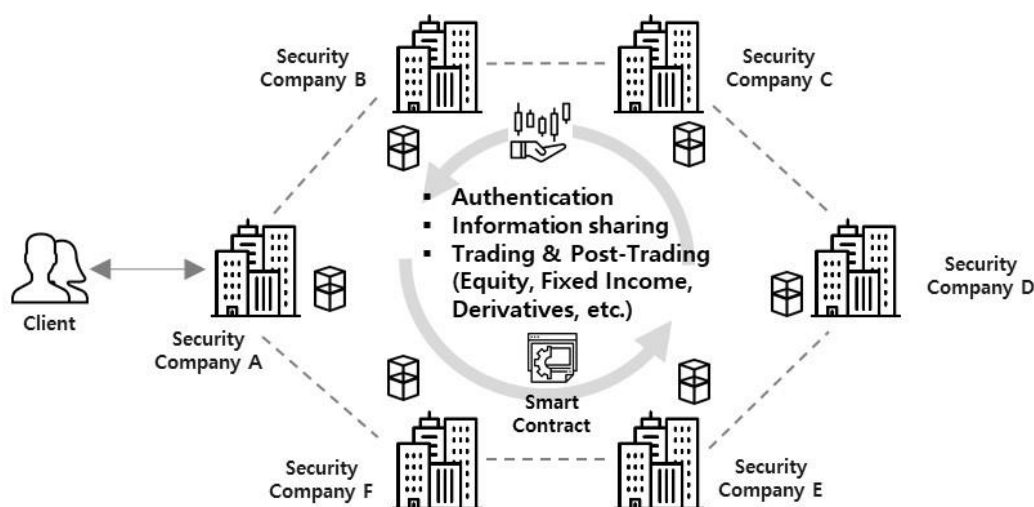 Security
Company B
Security
Company C
▪ Authentication
▪ Information sharing
▪ Trading & Post-Trading
(Equity, Fixed Income,
Derivatives, etc.)
Client
Security
Company A
Security
Company D
Smart
Contract
Security
Company F
Security
Company E